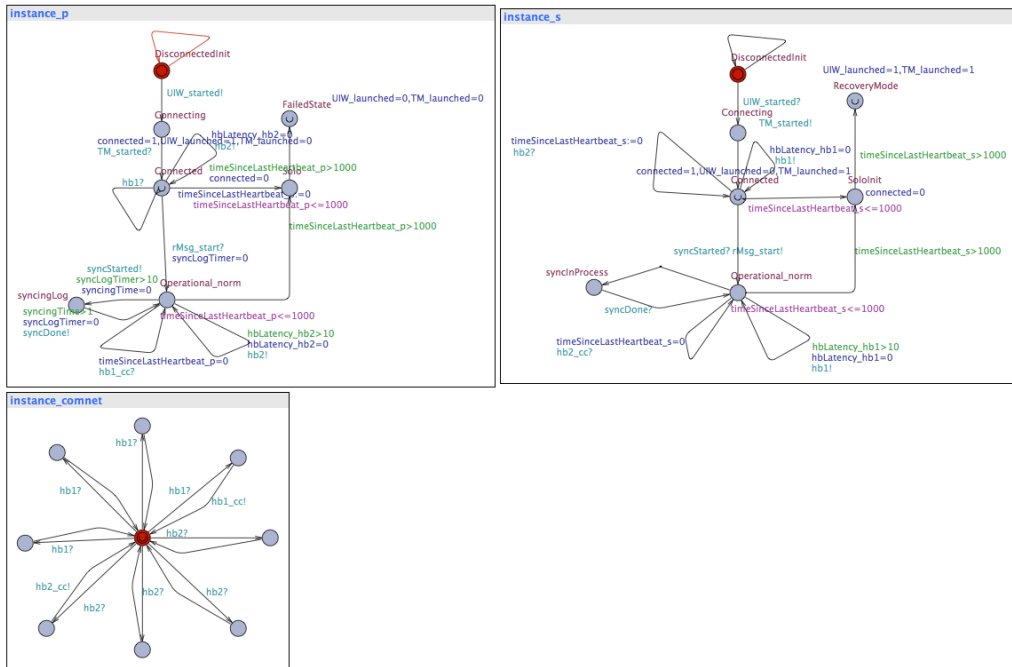 instance_p
DisconnectedInit
UIW_started!
UIW_launched=0,TM_launched=0
FailedState
Connecting
hbLatency_hb2=0
connected=1,UIW_launched=1,TM_launched=0
hb2!
TM_started?
timeSinceLastHeartbeat_p>1000
Connected
connected=0
Solo
hb1?
timeSinceLastHeartbeat_p:=0
timeSinceLastHeartbeat_p<=1000
timeSinceLastHeartbeat_p>1000
rMsg_start?
syncLogTimer=0
syncStarted!
syncLogTimer>10
syncingTime=0
Operational_norm
syncingLog
syncingTime>1
syncLogTimer=0
syncDone!
timeSinceLastHeartbeat_p<=1000
hbLatency_hb2>10
hbLatency_hb2=0
hb2!
timeSinceLastHeartbeat_p=0
hb1_cc?
instance_s
DisconnectedInit
UIW_launched=1,TM_launched=1
RecoveryMode
UIW_started?
Connecting
TM_started!
timeSinceLastHeartbeat_s:=0
hb2?
hbLatency_hb1=0
hb1!
timeSinceLastHeartbeat_s>1000
connected=1,UIW_launched=0,TM_launched=1
Connected
SoloInit
connected=0
timeSinceLastHeartbeat_s<=1000
syncStarted?
rMsg_start!
timeSinceLastHeartbeat_s>1000
syncInProcess
Operational_norm
syncDone?
timeSinceLastHeartbeat_s<=1000
timeSinceLastHeartbeat_s=0
hb2_cc?
hbLatency_hb1>10
hbLatency_hb1=0
hb1!
instance_comnet
hb1?
hb1?
hb1?
hb1_cc!
hb2?
hb1?
hb2_cc!
hb2?
hb2?
hb2?